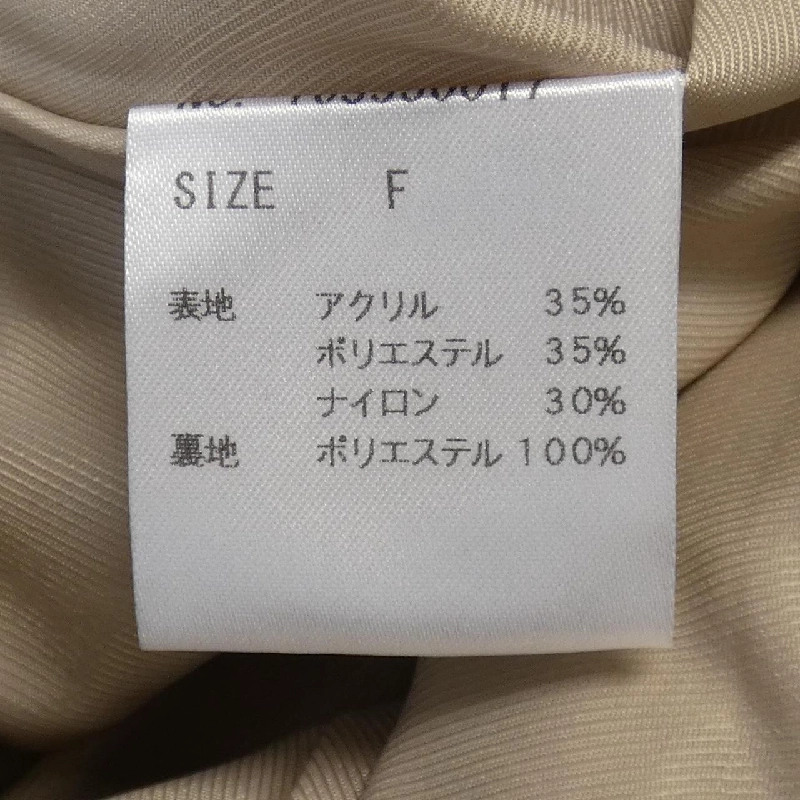 SIZE F
表地 アクリル 35%
ポリエステル 35%
ナイロン 30%
裏地 ポリエステル 100%